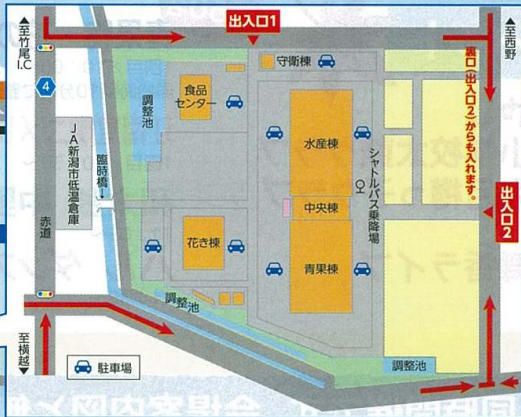 ▲至竹尾I.C
出入口1
▲至西野
4
守衛棟
食品
センター
調整池
水産棟
裏口(出入口2)からも入れます。
JA新潟市低温倉庫
臨時橋
シャトルバス乗降場
中央棟
出入口2
赤道
花き棟
青果棟
調整池
至横越▼
駐車場
調整池